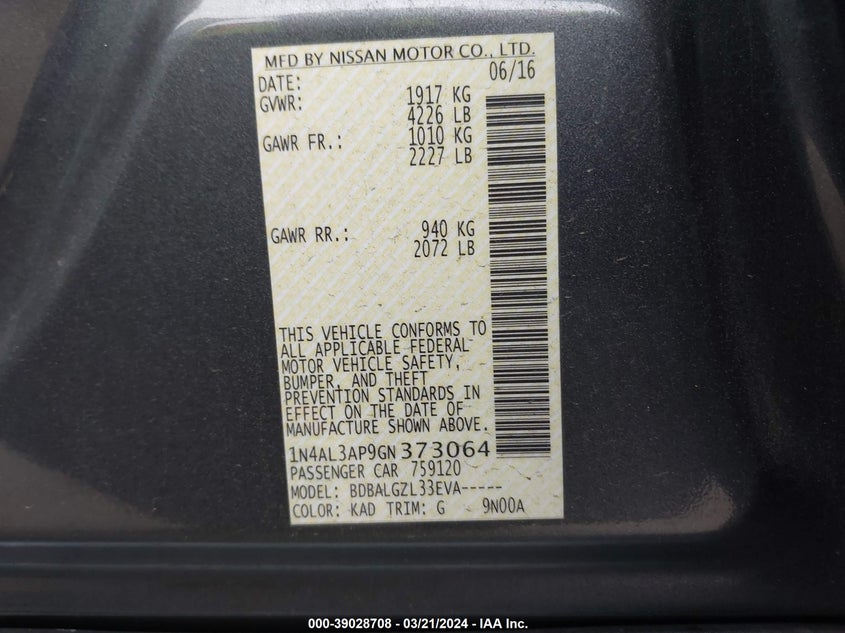 MFD BY NISSAN MOTOR CO., LTD.
DATE: 06/16
GVWR: 1917 KG
4226 LB
GAWR FR.: 1010 KG
2227 LB
GAWR RR.: 940 KG
2072 LB
THIS VEHICLE CONFORMS TO
ALL APPLICABLE FEDERAL
MOTOR VEHICLE SAFETY,
BUMPER, AND THEFT
PREVENTION STANDARDS IN
EFFECT ON THE DATE OF
MANUFACTURE SHOWN ABOVE.
1N4AL3AP9GN373064
PASSENGER CAR 759120
MODEL: BDBALGZL33EVA-----
COLOR: KAD TRIM: G 9N00A
000-39028708 - 03/21/2024 - IAA Inc.